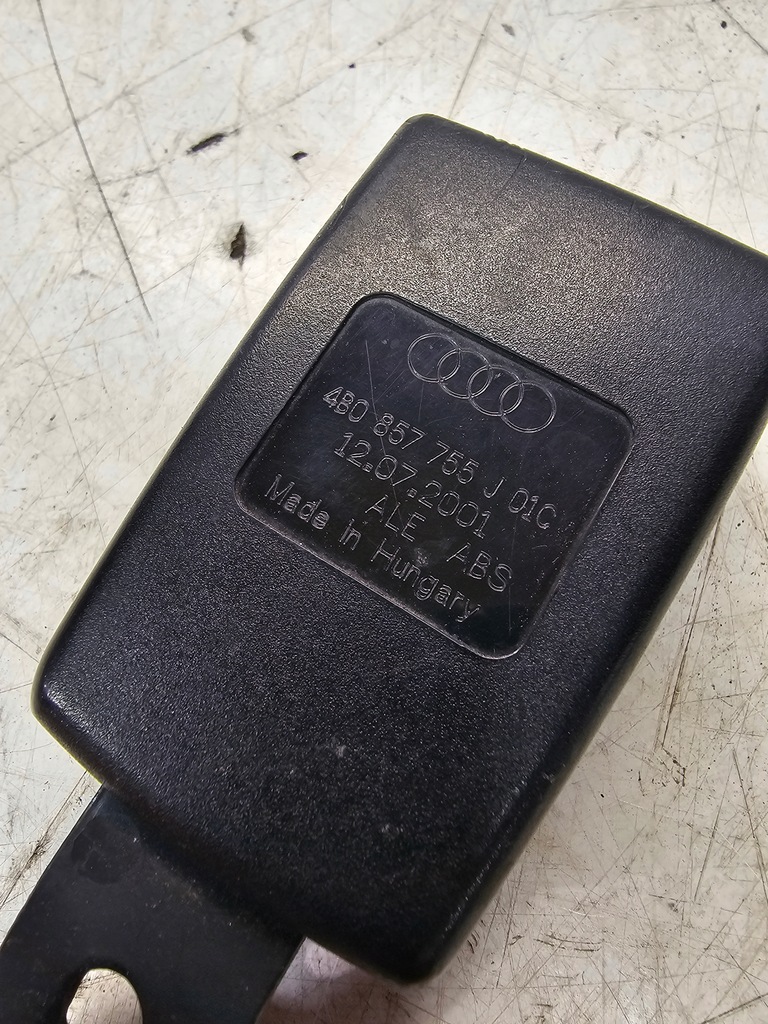 4B0 857 755 J 01C
12.07.2001
ALE ABS
Made in Hungary